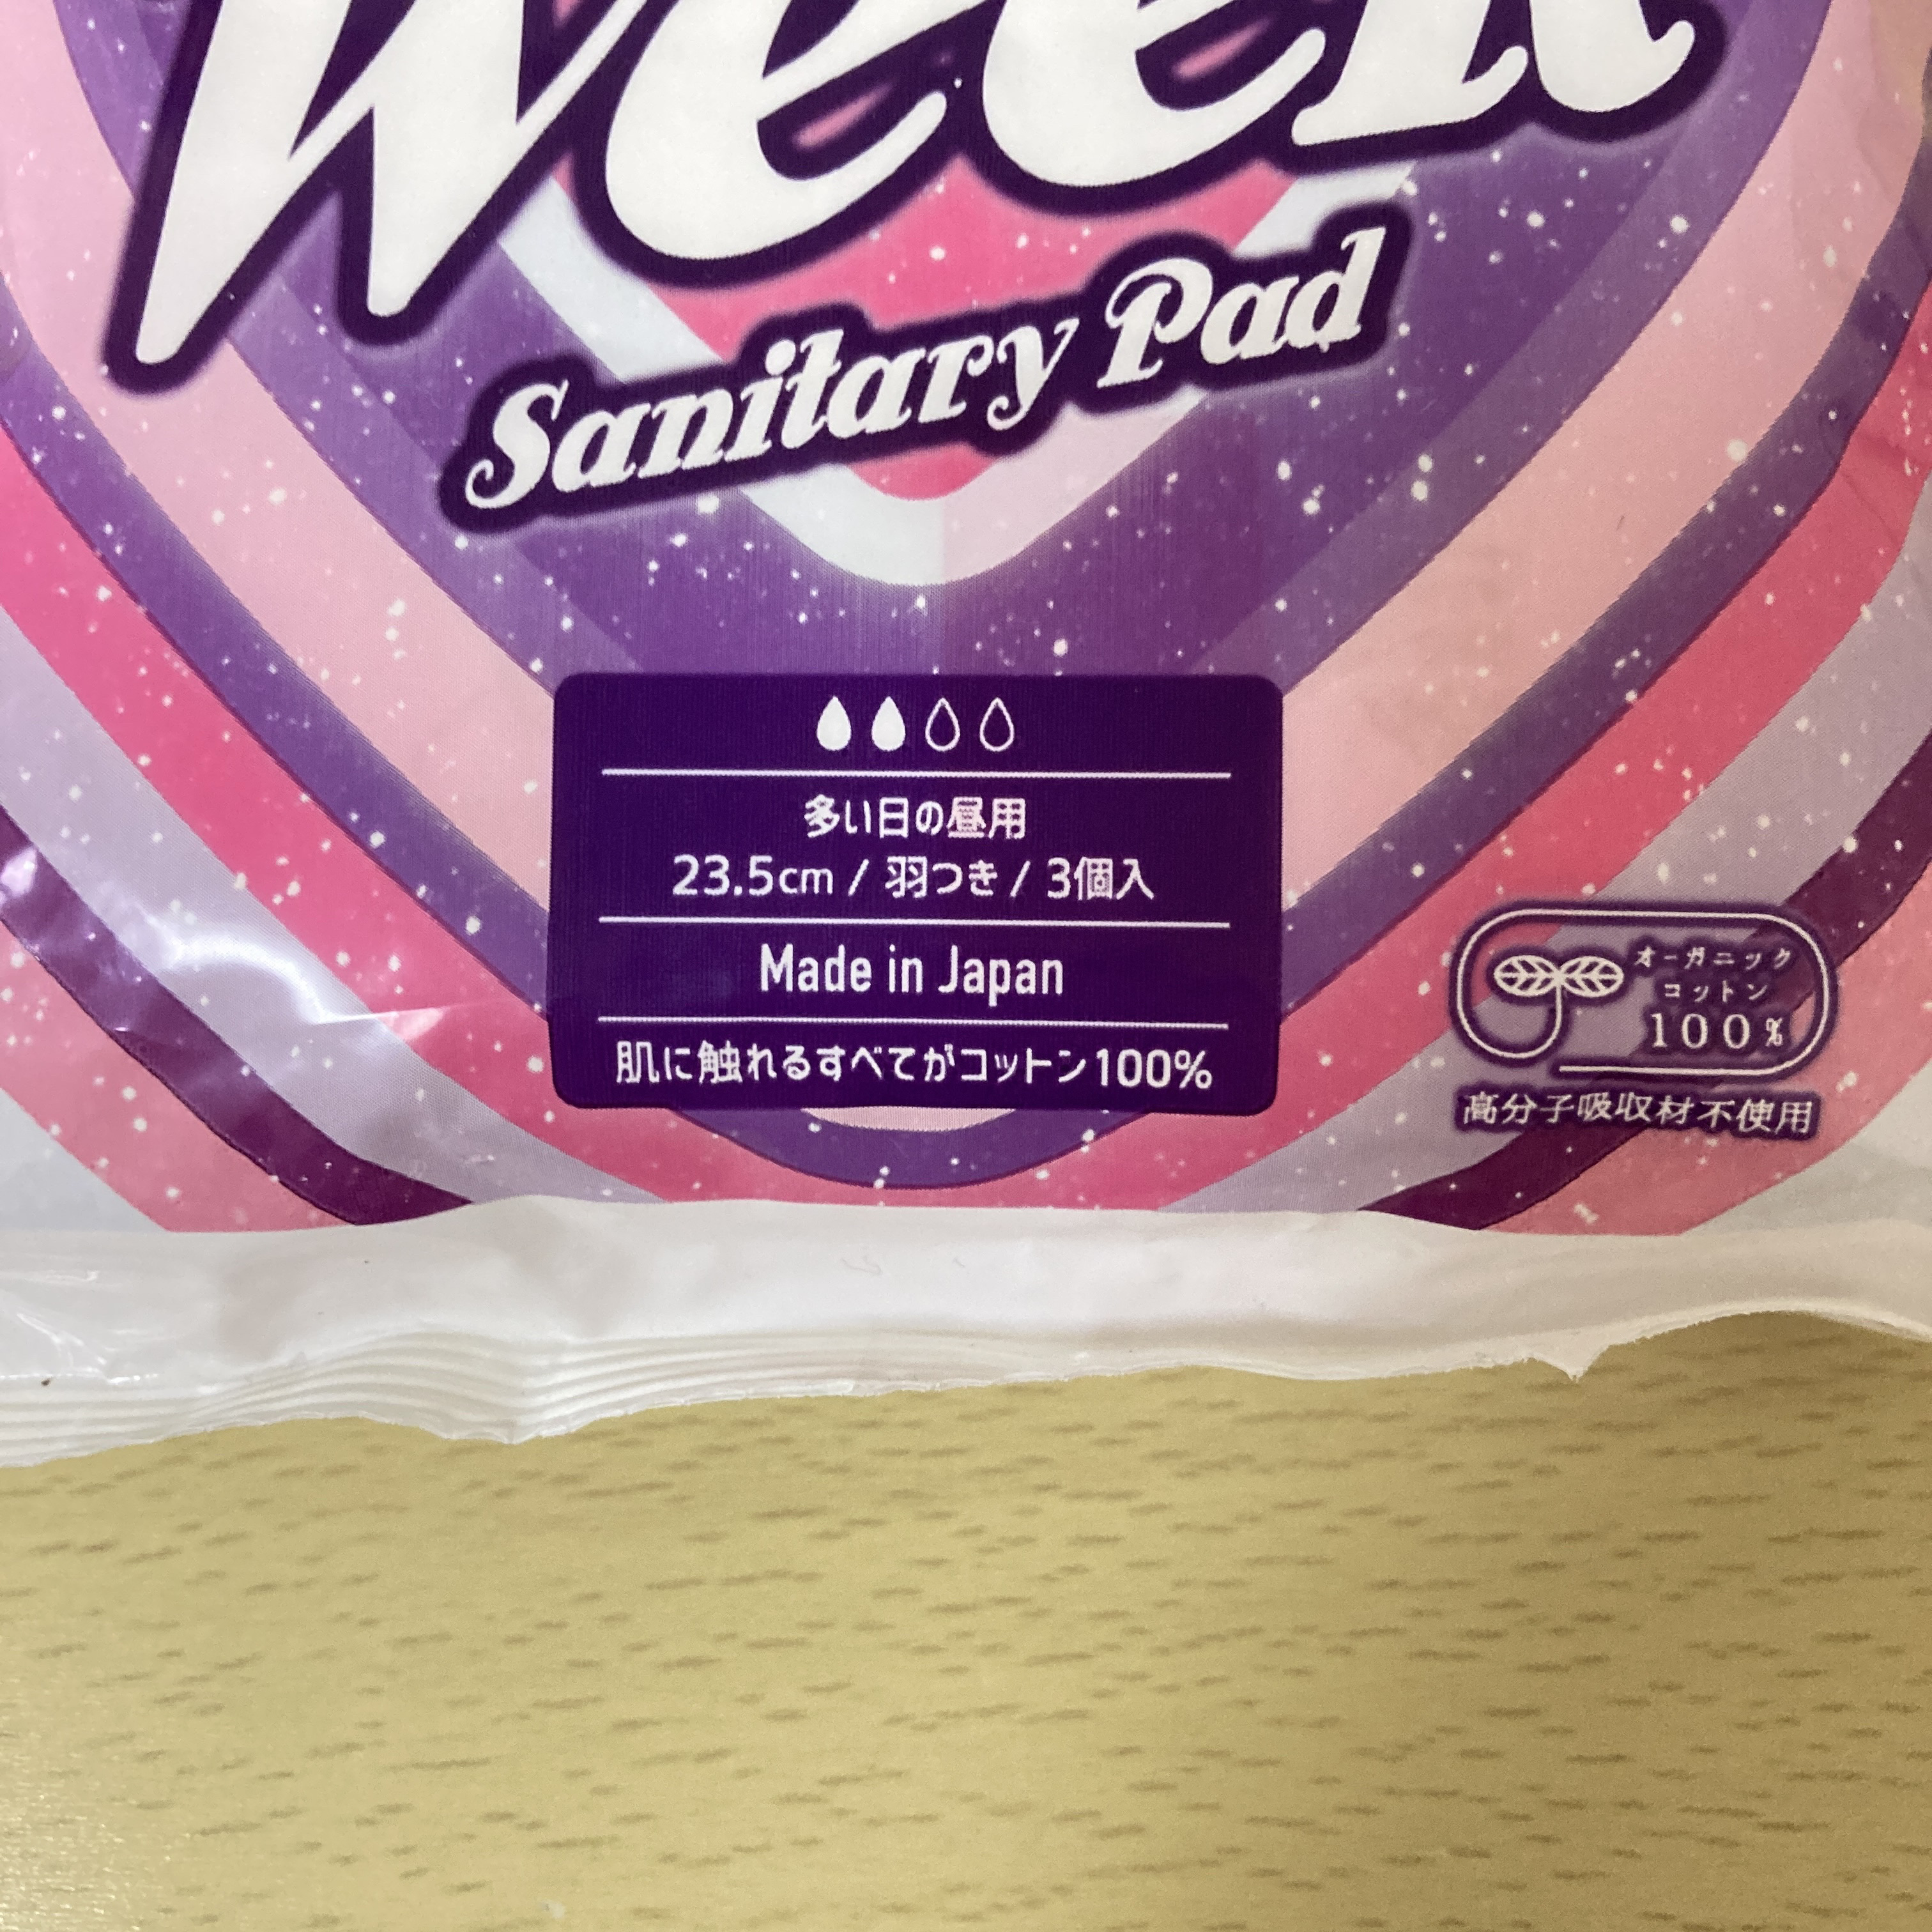 Week
Sanitary Pad
多い日の昼用
23.5cm / 羽つき / 3個入
Made in Japan
肌に触れるすべてがコットン100%
オーガニック
コットン
100%
高分子吸収材不使用